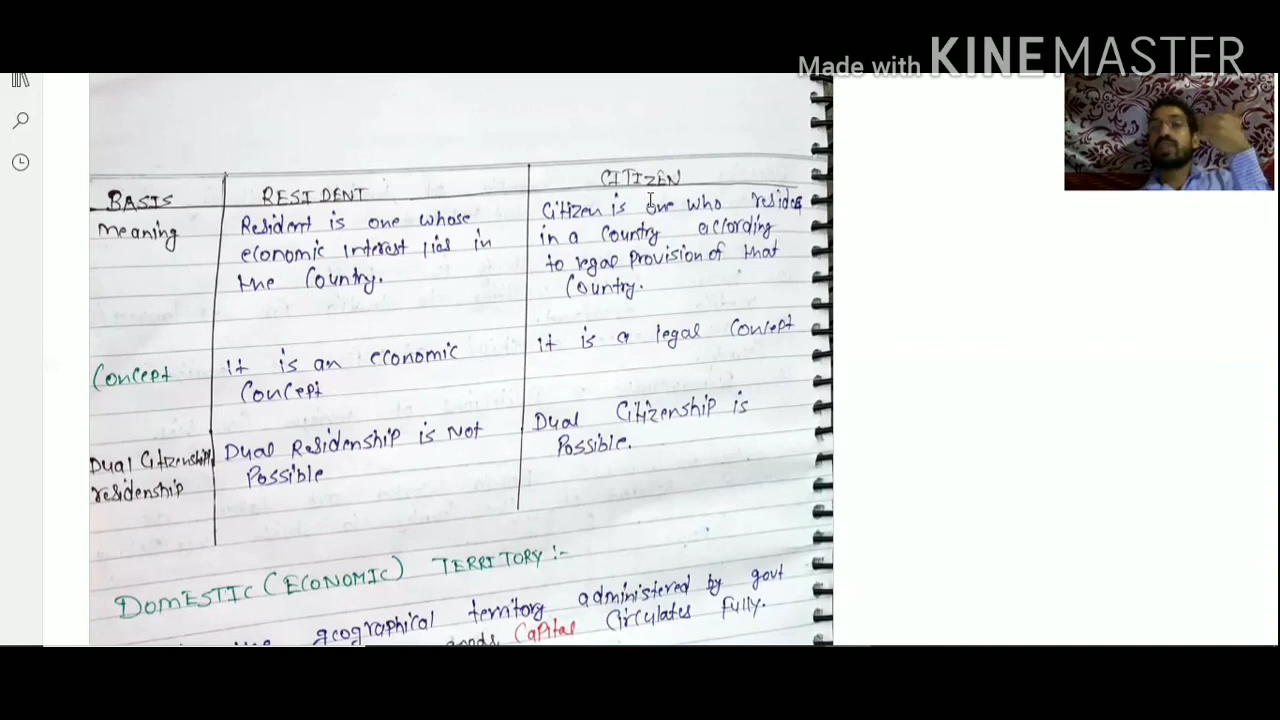 Made with KINEMASTER
BASIS RESIDENT CITIZEN
meaning
Resident is one whose
economic interest lies in
the Country.
Citizen is one who resides
in a Country according
to legal provision of that
Country.
Concept
It is an economic
Concept
It is a legal Concept
Dual Citizenship
residenship
Dual Residenship is Not
Possible
Dual Citizenship is
Possible.
DOMESTIC (ECONOMIC) TERRITORY :-
geographical territory administered by govt
goods, Capital Circulates fully.